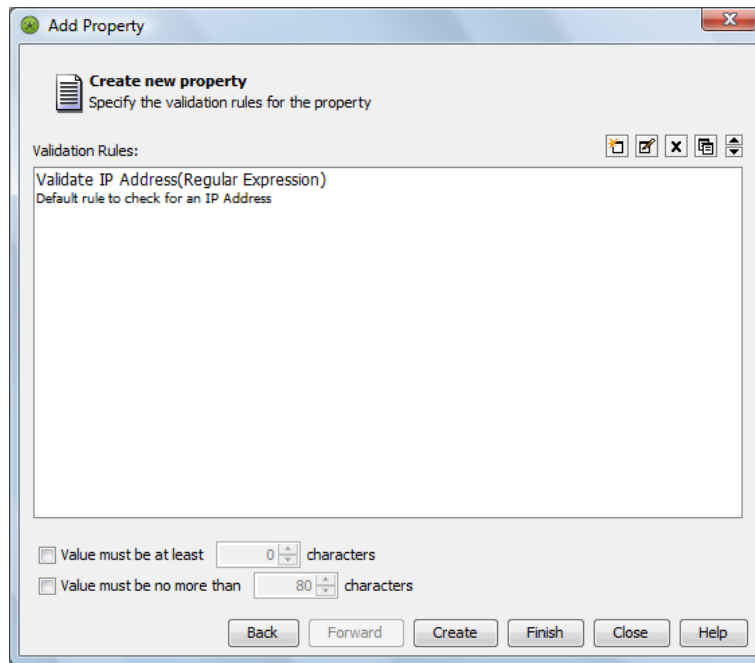 Add Property
Create new property
Specify the validation rules for the property
Validation Rules:
Validate IP Address(Regular Expression)
Default rule to check for an IP Address
Value must be at least 0 characters
Value must be no more than 80 characters
Back Forward Create Finish Close Help